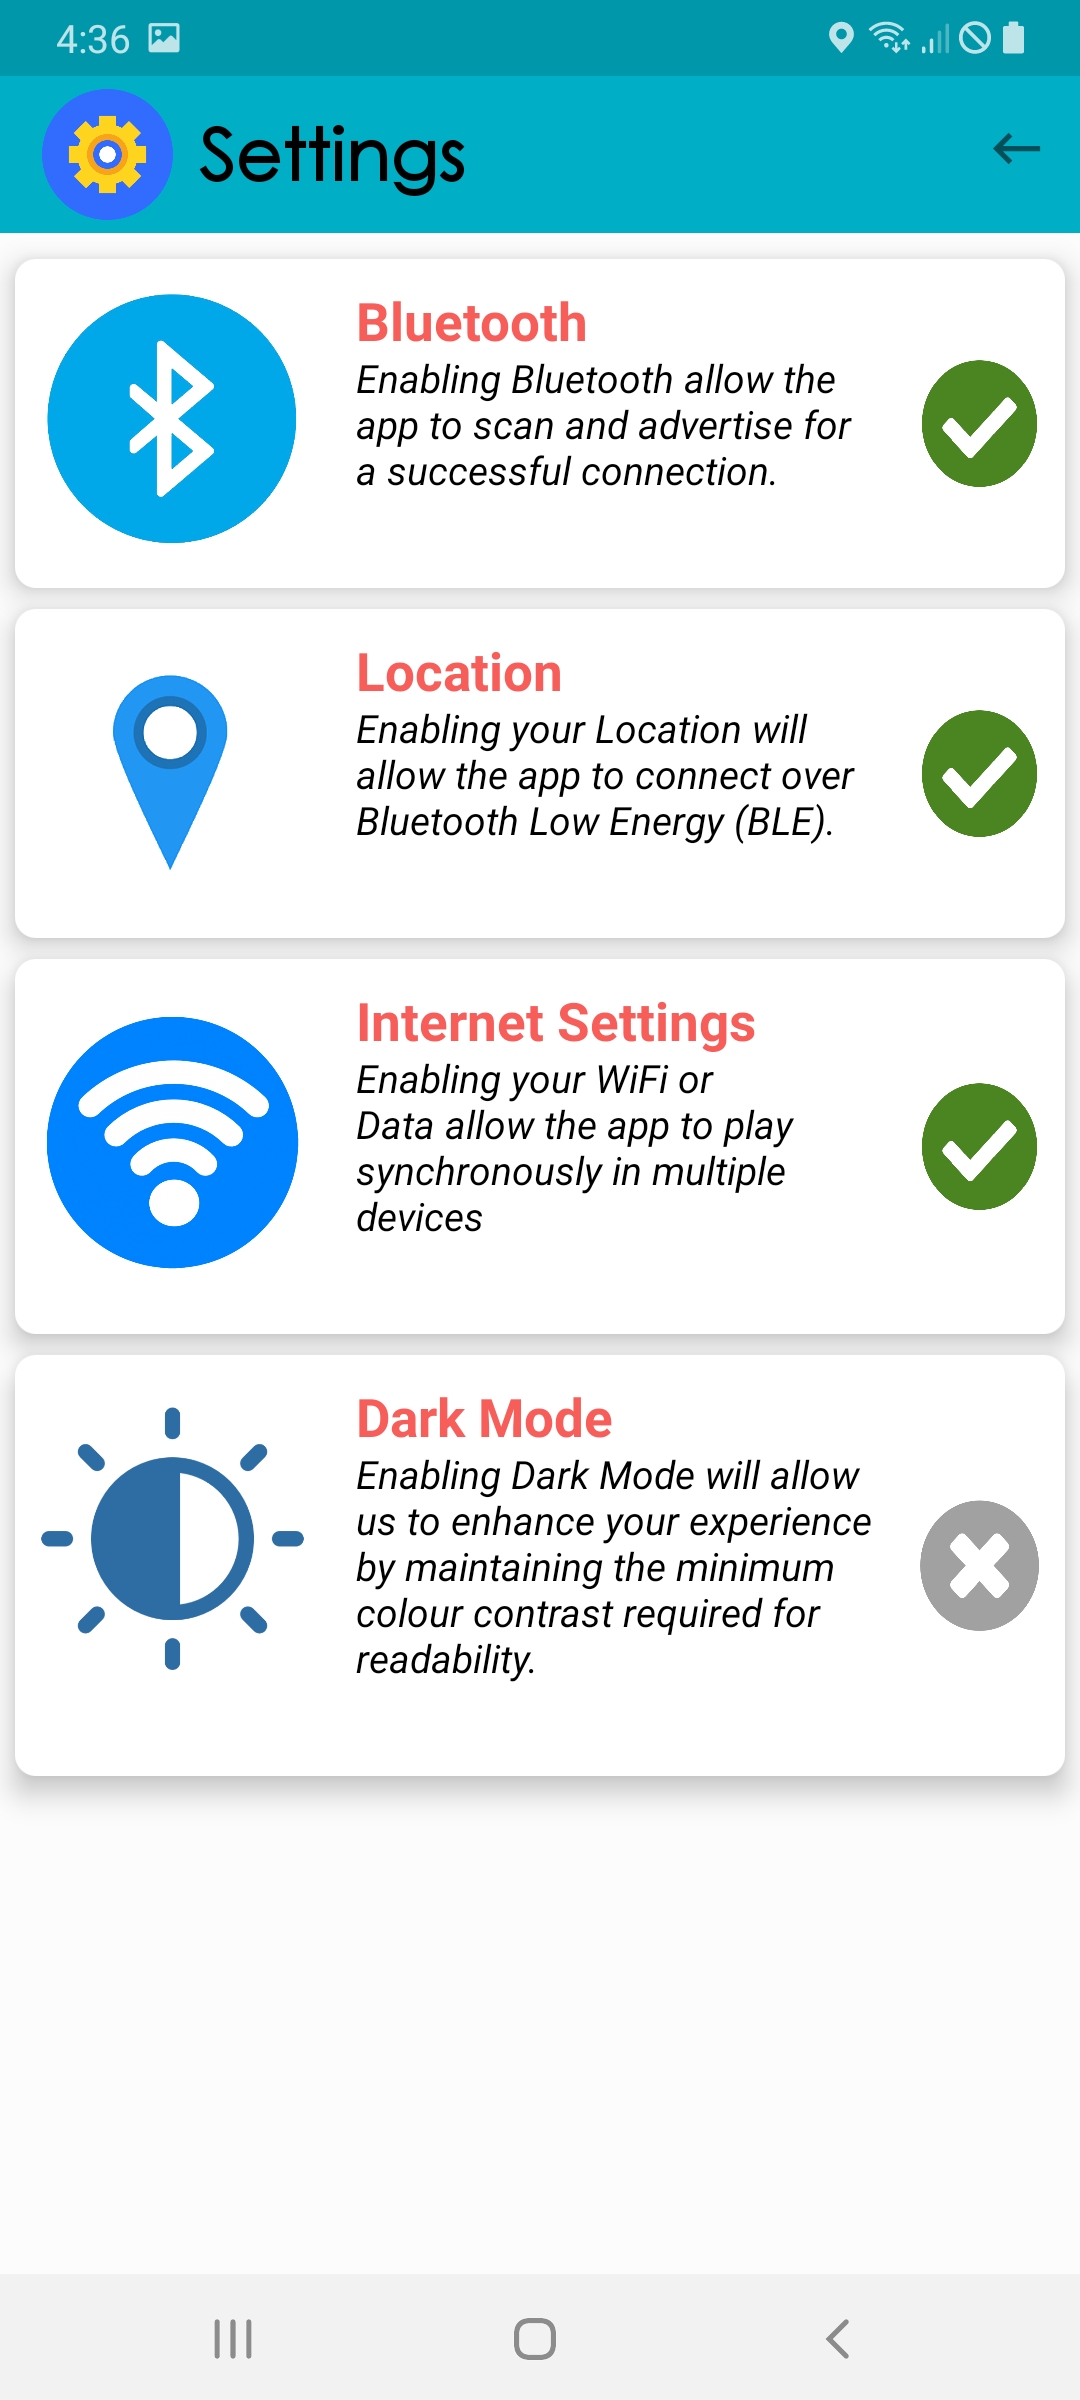 4:36
Settings
Bluetooth
Enabling Bluetooth allow the
app to scan and advertise for
a successful connection.
Location
Enabling your Location will
allow the app to connect over
Bluetooth Low Energy (BLE).
Internet Settings
Enabling your WiFi or
Data allow the app to play
synchronously in multiple
devices
Dark Mode
Enabling Dark Mode will allow
us to enhance your experience
by maintaining the minimum
colour contrast required for
readability.